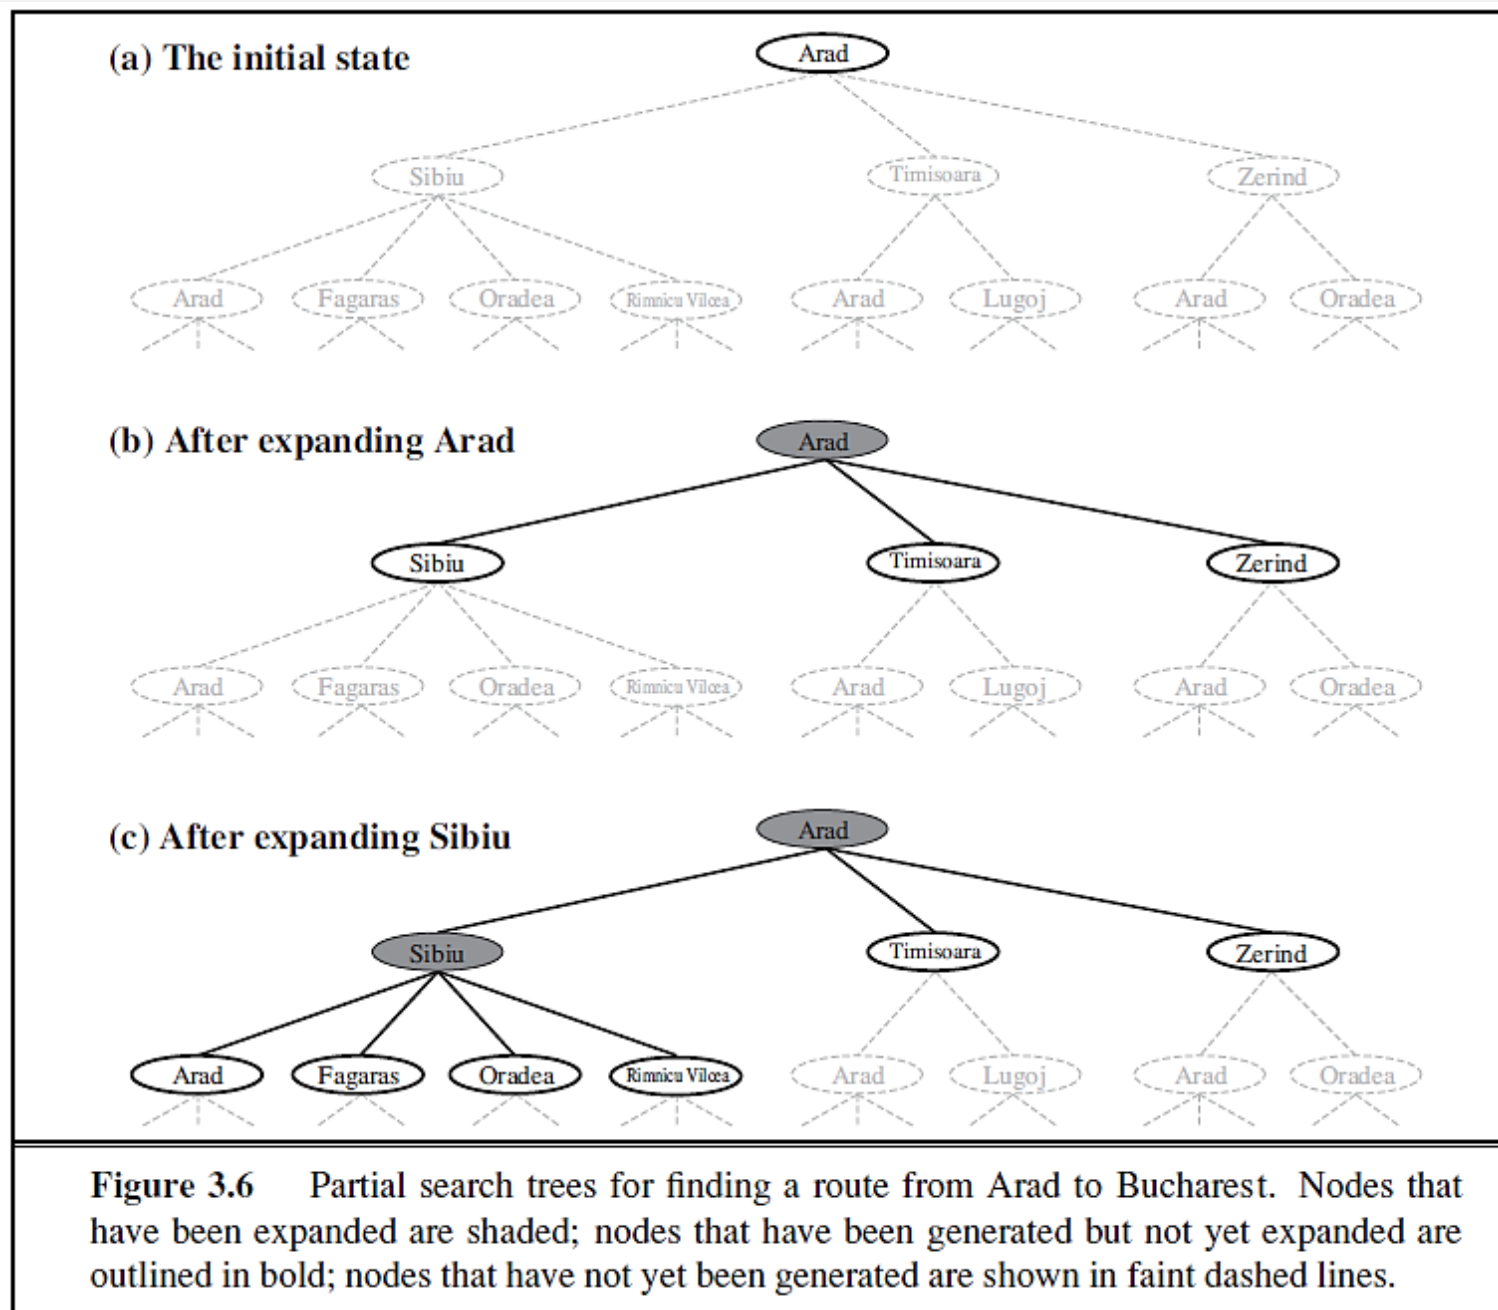 (a) The initial state
Arad
Sibiu Timisoara Zerind
Arad Fagaras Oradea Rimnicu Vilcea Arad Lugoj Arad Oradea
(b) After expanding Arad
Arad
Sibiu Timisoara Zerind
Arad Fagaras Oradea Rimnicu Vilcea Arad Lugoj Arad Oradea
(c) After expanding Sibiu
Arad
Sibiu Timisoara Zerind
Arad Fagaras Oradea Rimnicu Vilcea Arad Lugoj Arad Oradea
Figure 3.6 Partial search trees for finding a route from Arad to Bucharest. Nodes that
have been expanded are shaded; nodes that have been generated but not yet expanded are
outlined in bold; nodes that have not yet been generated are shown in faint dashed lines.